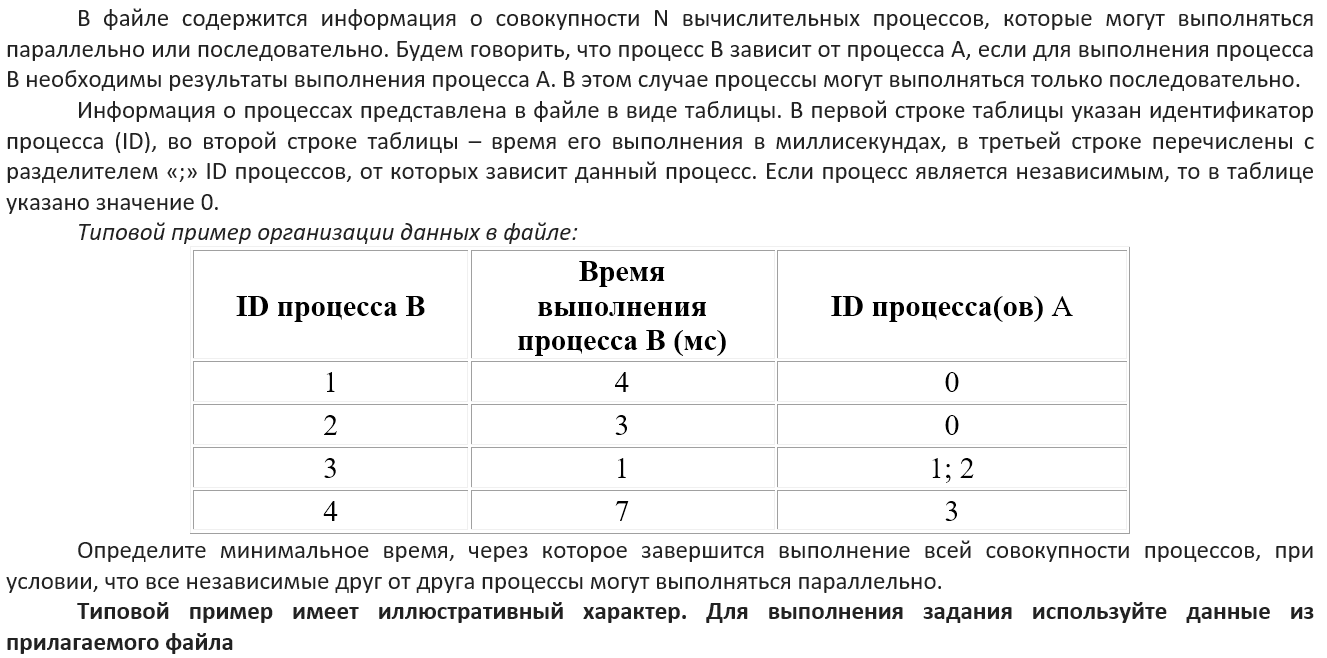 В файле содержится информация о совокупности N вычислительных процессов, которые могут выполняться
параллельно или последовательно. Будем говорить, что процесс B зависит от процесса A, если для выполнения процесса
B необходимы результаты выполнения процесса A. В этом случае процессы могут выполняться только последовательно.
Информация о процессах представлена в файле в виде таблицы. В первой строке таблицы указан идентификатор
процесса (ID), во второй строке таблицы – время его выполнения в миллисекундах, в третьей строке перечислены с
разделителем «;» ID процессов, от которых зависит данный процесс. Если процесс является независимым, то в таблице
указано значение 0.
Типовой пример организации данных в файле:
ID процесса B
Время
выполнения
процесса B (мс)
ID процесса(ов) A
1 4 0
2 3 0
3 1 1; 2
4 7 3
Определите минимальное время, через которое завершится выполнение всей совокупности процессов, при
условии, что все независимые друг от друга процессы могут выполняться параллельно.
Типовой пример имеет иллюстративный характер. Для выполнения задания используйте данные из
прилагаемого файла